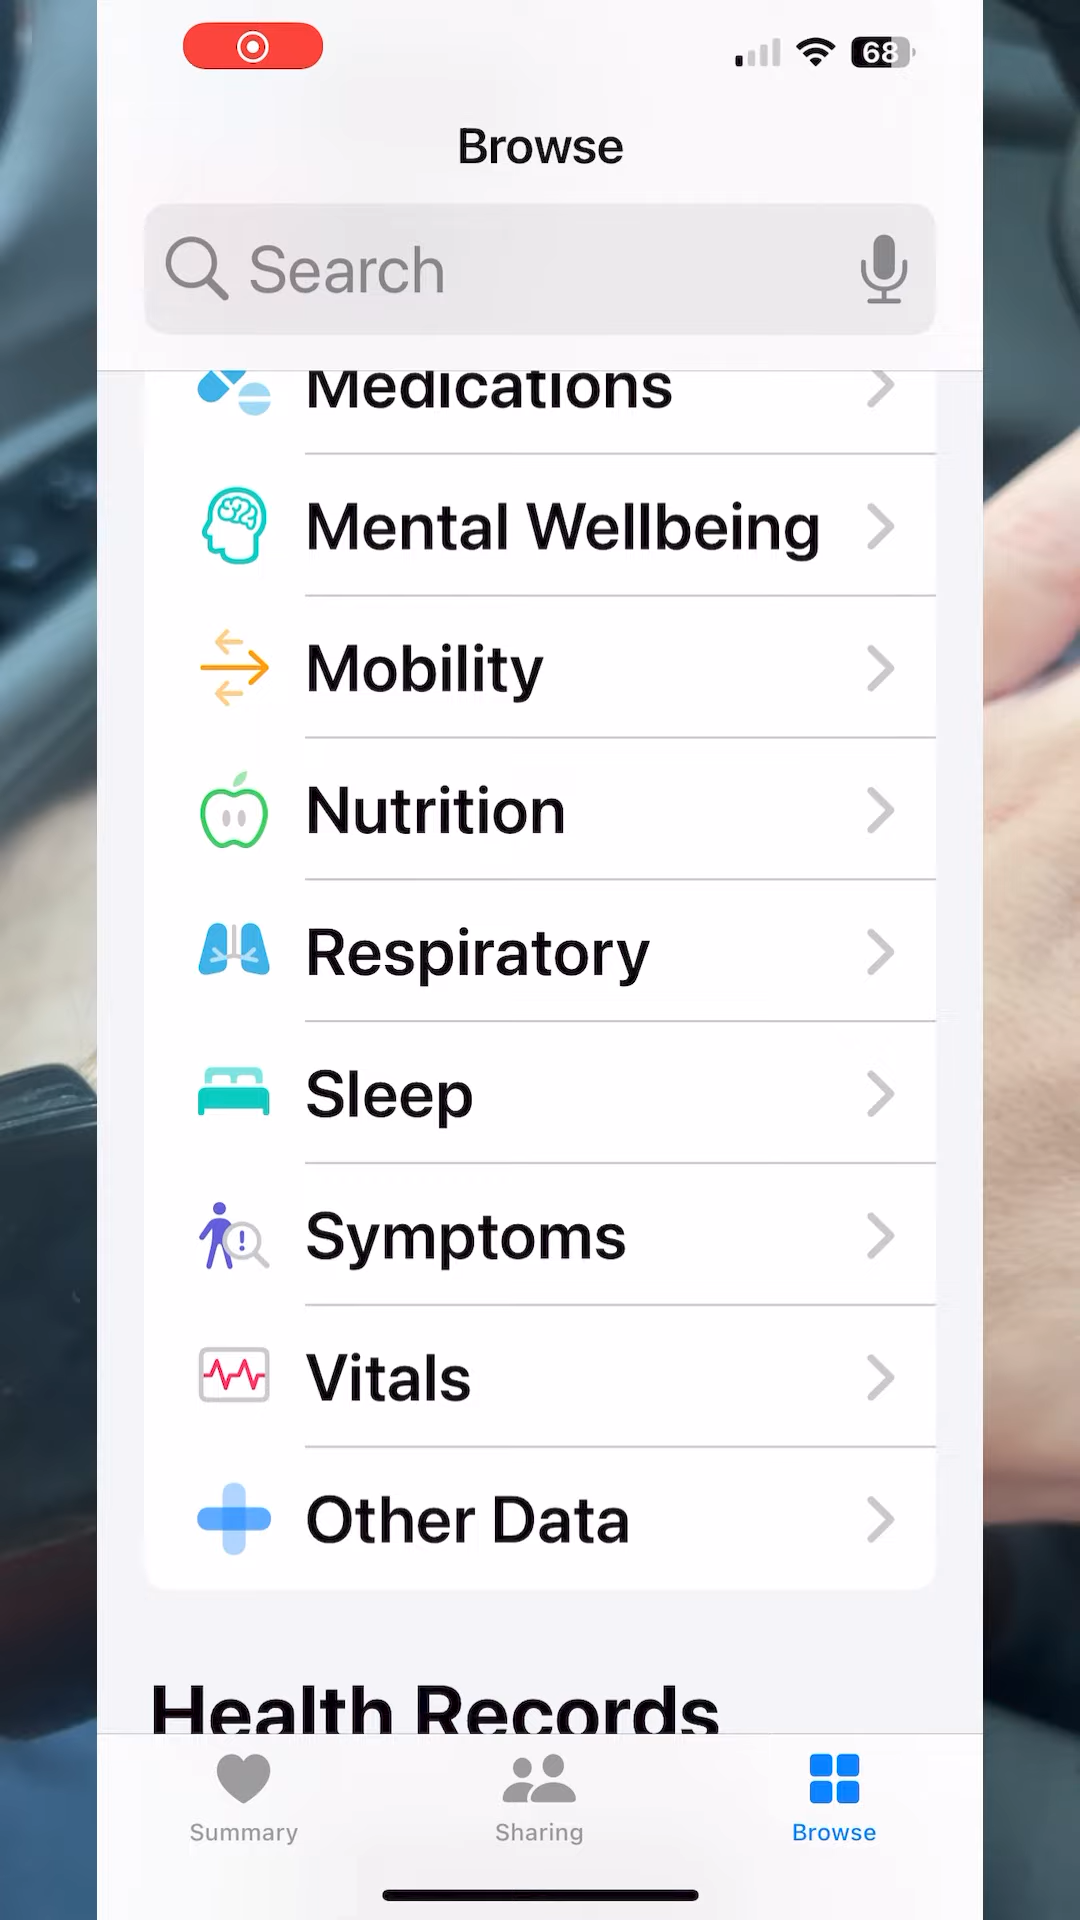 68
Browse
Search
Medications
Mental Wellbeing
Mobility
Nutrition
Respiratory
Sleep
Symptoms
Vitals
Other Data
Health Records
Summary
Sharing
Browse